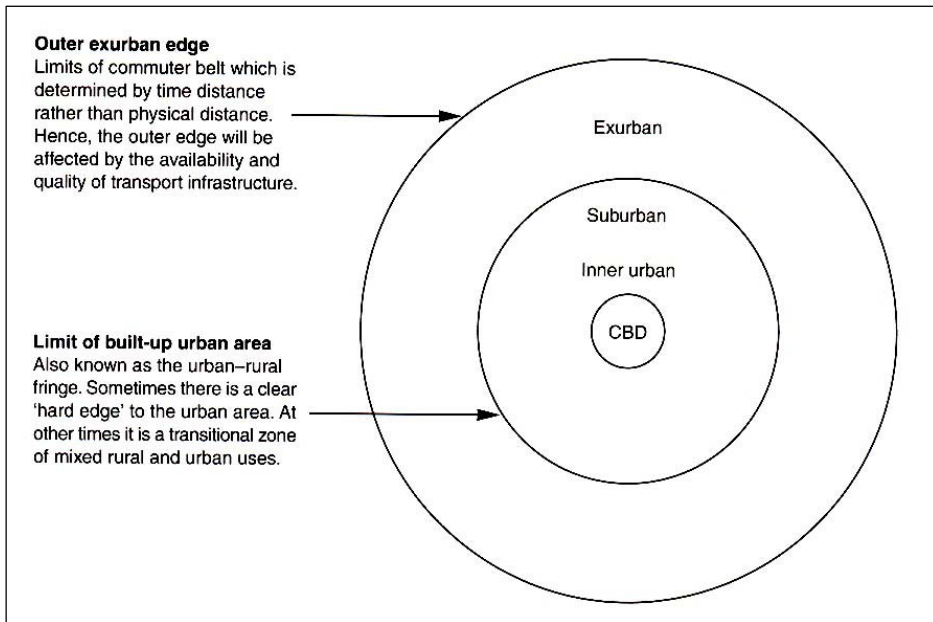 Outer exurban edge
Limits of commuter belt which is
determined by time distance
rather than physical distance.
Hence, the outer edge will be
affected by the availability and
quality of transport infrastructure.
Exurban
Suburban
Inner urban
CBD
Limit of built-up urban area
Also known as the urban–rural
fringe. Sometimes there is a clear
‘hard edge’ to the urban area. At
other times it is a transitional zone
of mixed rural and urban uses.